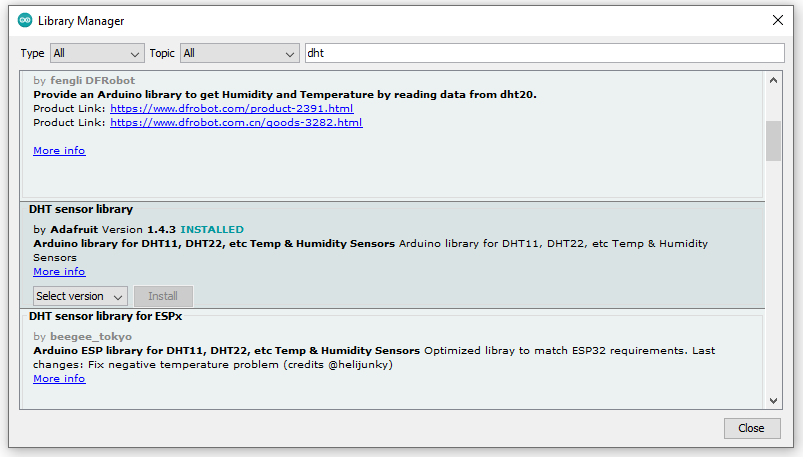 Library Manager
Type All Topic All dht
by fengli DFRobot
Provide an Arduino library to get Humidity and Temperature by reading data from dht20.
Product Link: https://www.dfrobot.com/product-2391.html
Product Link: https://www.dfrobot.com.cn/goods-3282.html
More info
DHT sensor library
by Adafruit Version 1.4.3 INSTALLED
Arduino library for DHT11, DHT22, etc Temp & Humidity Sensors Arduino library for DHT11, DHT22, etc Temp & Humidity
Sensors
More info
Select version Install
DHT sensor library for ESPx
by beegee_tokyo
Arduino ESP library for DHT11, DHT22, etc Temp & Humidity Sensors Optimized libray to match ESP32 requirements. Last
changes: Fix negative temperature problem (credits @helijunky)
More info
Close